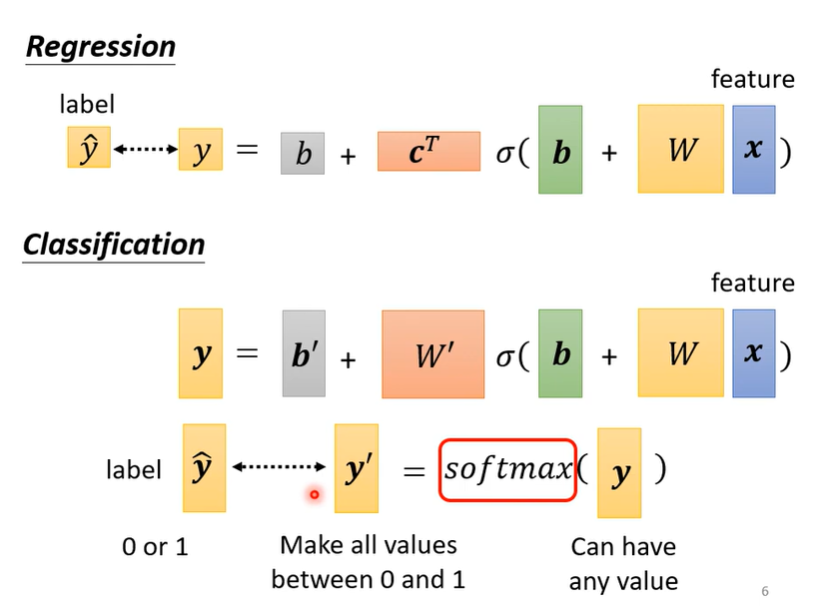 Regression
feature
label
ŷ y = b + cᵀ σ( b + W x )
Classification
feature
y = b′ + W′ σ( b + W x )
label ŷ y′ = softmax( y )
0 or 1 Make all values Can have
between 0 and 1 any value
6